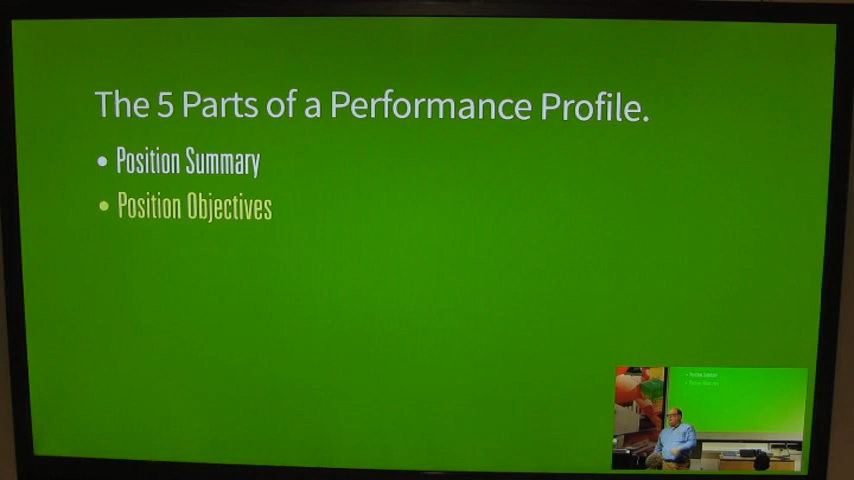 The 5 Parts of a Performance Profile.
• Position Summary
• Position Objectives